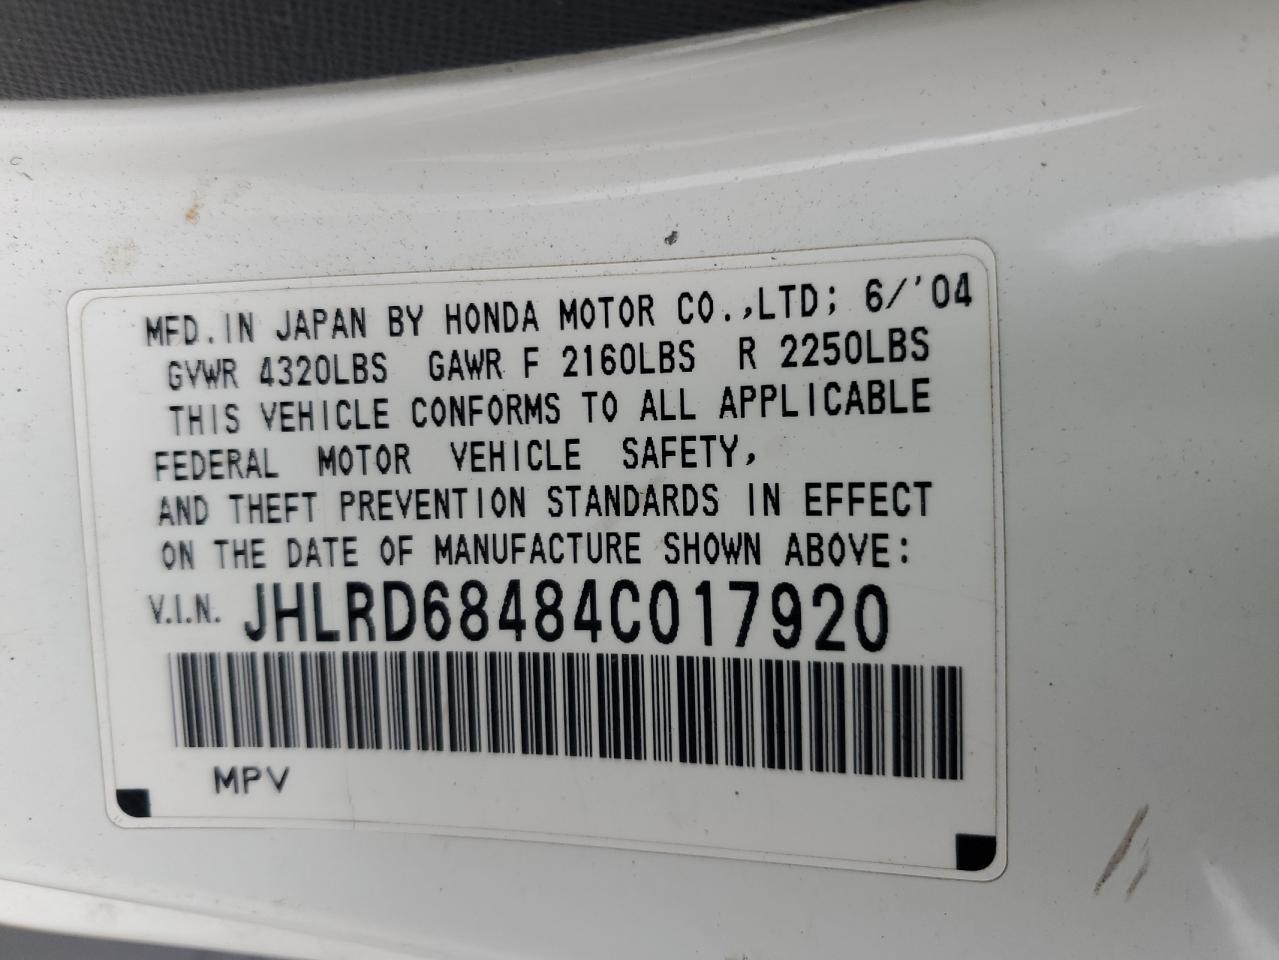 MFD. IN JAPAN BY HONDA MOTOR CO.,LTD; 6/'04
GVWR 4320LBS GAWR F 2160LBS R 2250LBS
THIS VEHICLE CONFORMS TO ALL APPLICABLE
FEDERAL MOTOR VEHICLE SAFETY,
AND THEFT PREVENTION STANDARDS IN EFFECT
ON THE DATE OF MANUFACTURE SHOWN ABOVE:
V.I.N. JHLRD68484C017920
MPV